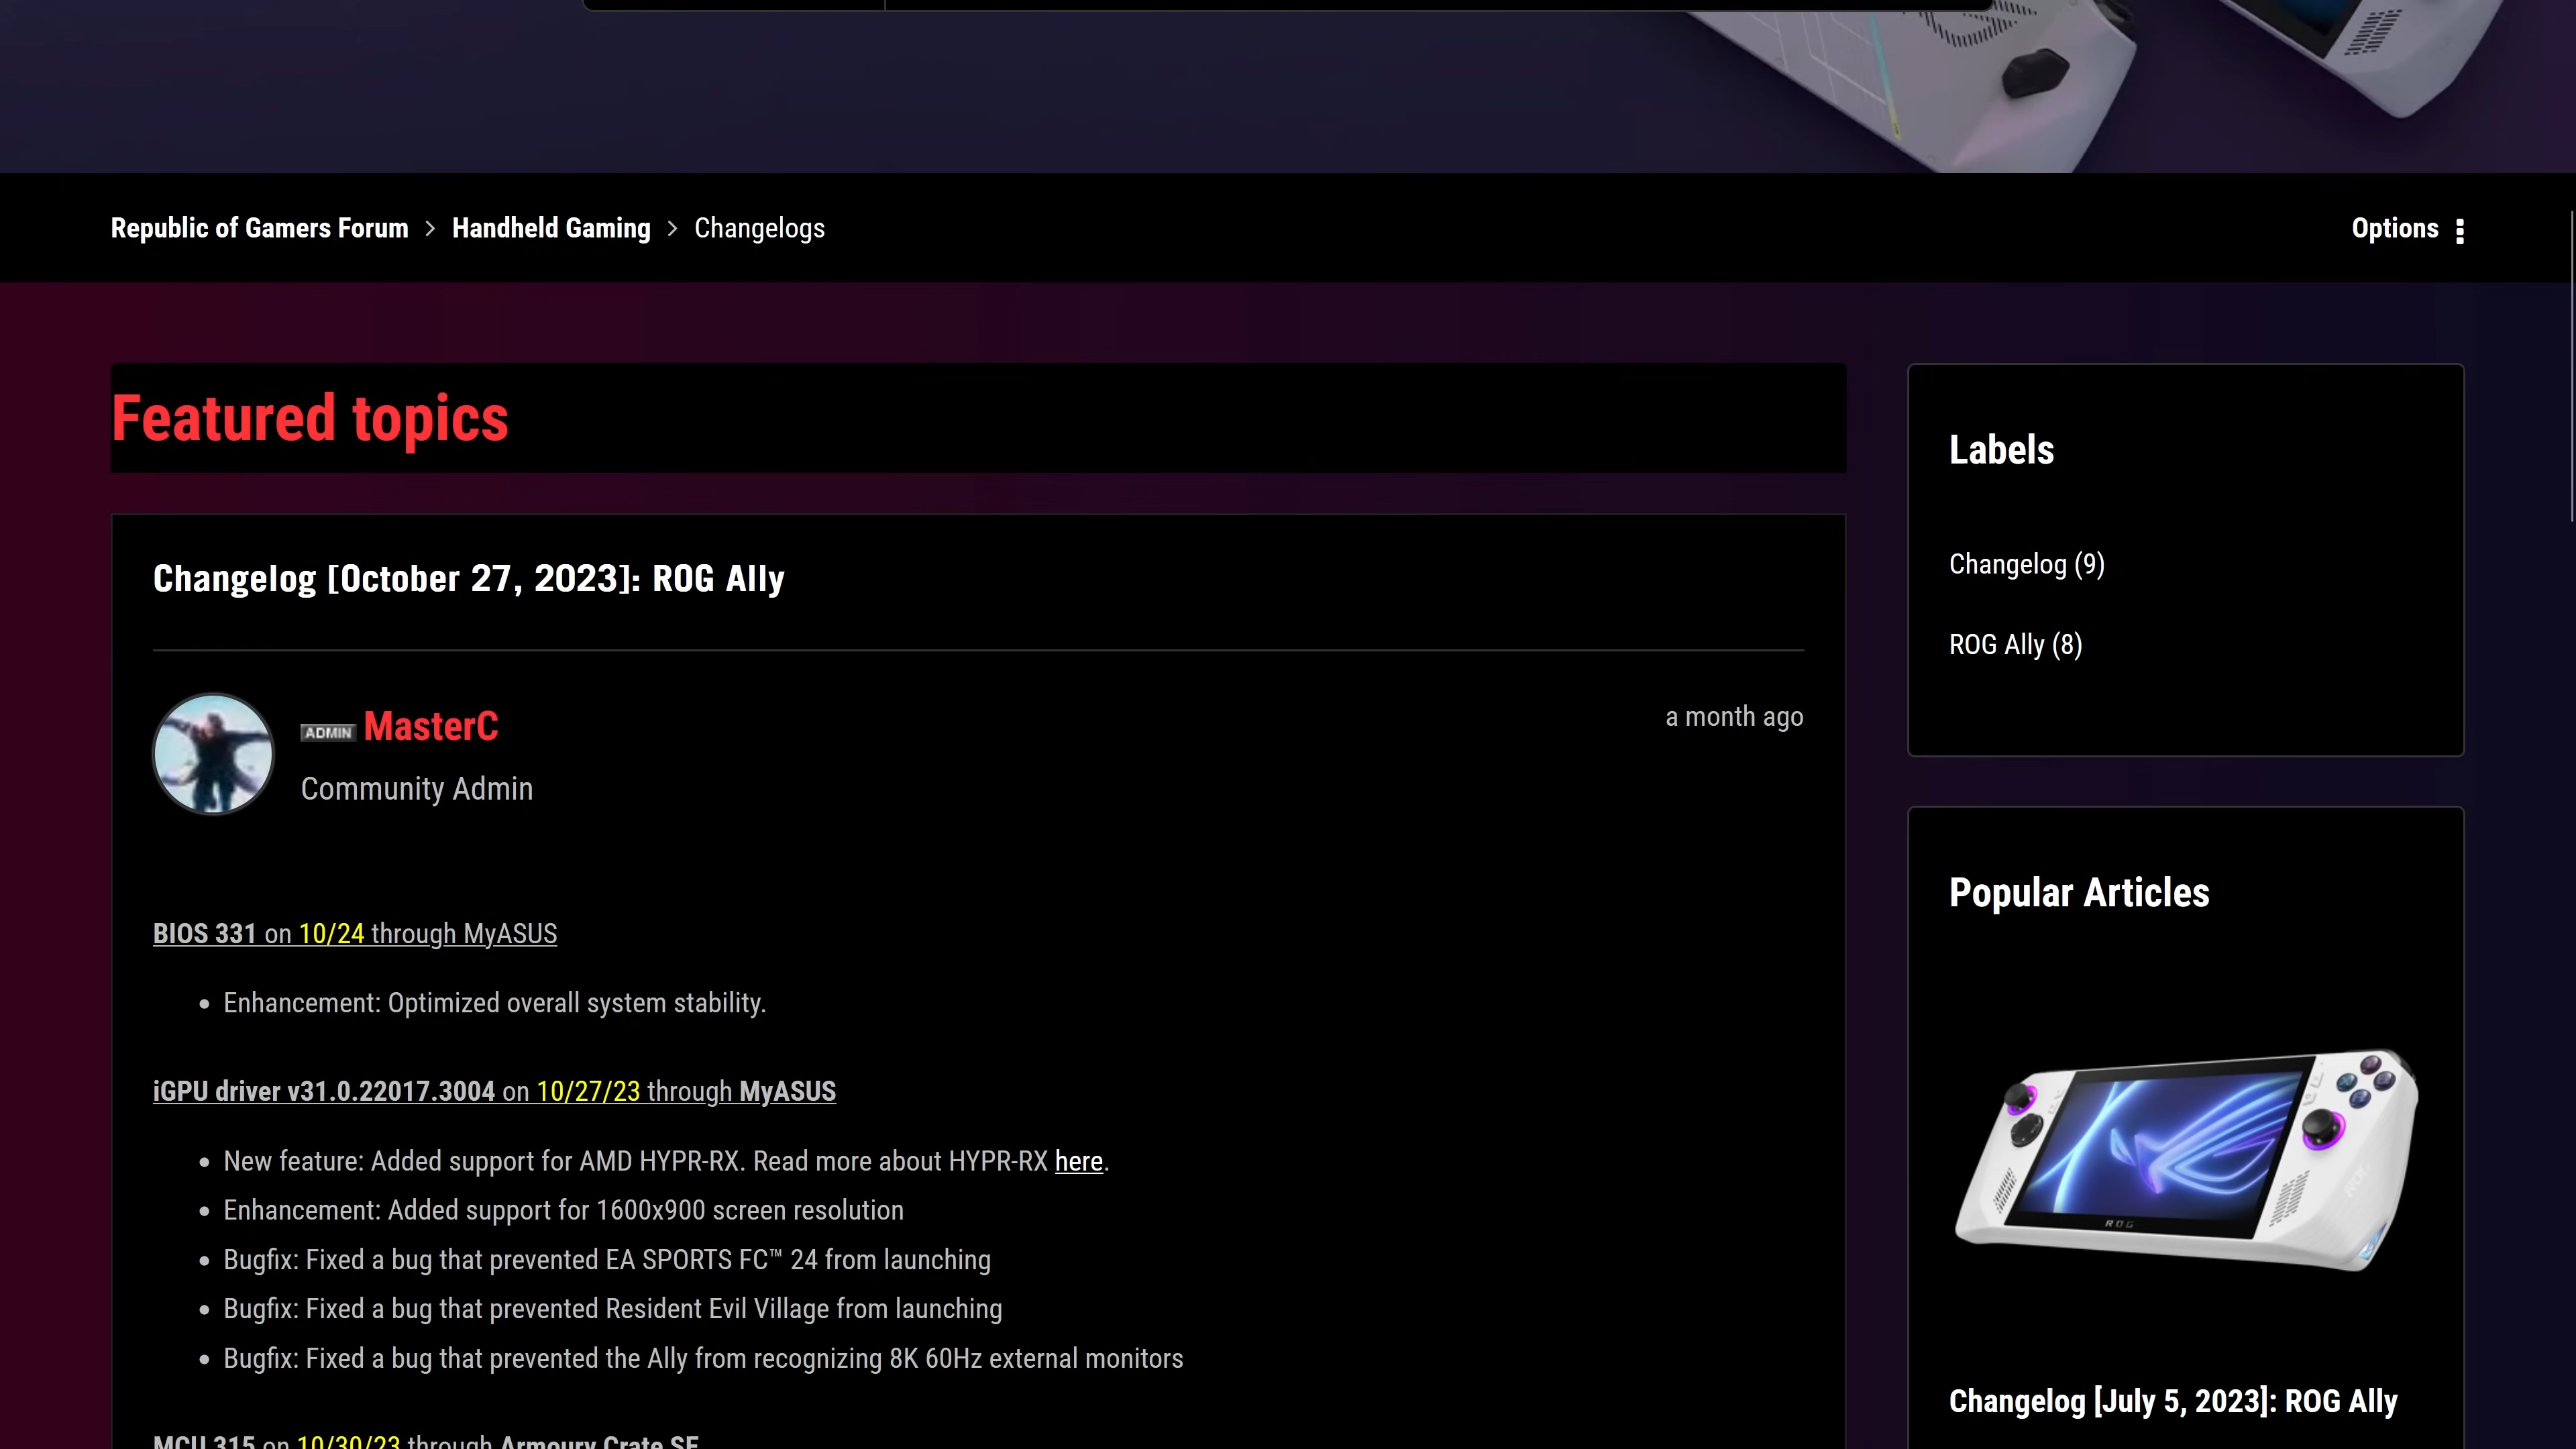 Republic of Gamers Forum > Handheld Gaming > Changelogs
Options
Featured topics
Changelog [October 27, 2023]: ROG Ally
ADMIN MasterC
a month ago
Community Admin
BIOS 331 on 10/24 through MyASUS
• Enhancement: Optimized overall system stability.
iGPU driver v31.0.22017.3004 on 10/27/23 through MyASUS
• New feature: Added support for AMD HYPR-RX. Read more about HYPR-RX here.
• Enhancement: Added support for 1600x900 screen resolution
• Bugfix: Fixed a bug that prevented EA SPORTS FC™ 24 from launching
• Bugfix: Fixed a bug that prevented Resident Evil Village from launching
• Bugfix: Fixed a bug that prevented the Ally from recognizing 8K 60Hz external monitors
MCU 315 on 10/30/23 through Armoury Crate SE
Labels
Changelog (9)
ROG Ally (8)
Popular Articles
ROG
Changelog [July 5, 2023]: ROG Ally